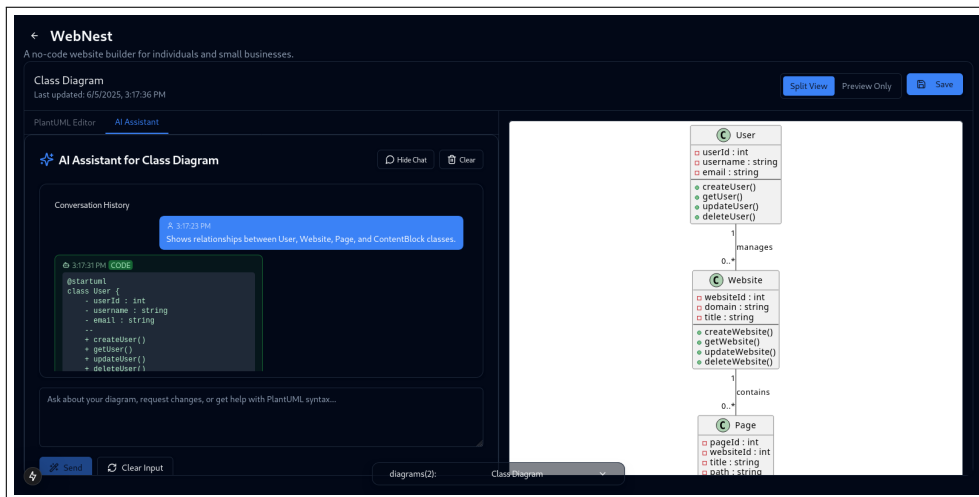 ← WebNest
A no-code website builder for individuals and small businesses.
Class Diagram
Last updated: 6/5/2025, 3:17:36 PM
Split View
Preview Only
Save
PlantUML Editor
AI Assistant
AI Assistant for Class Diagram
Hide Chat
Clear
Conversation History
3:17:23 PM
Shows relationships between User, Website, Page, and ContentBlock classes.
3:17:31 PM CODE
@startuml
class User {
- userId : int
- username : string
- email : string
--
+ createUser()
+ getUser()
+ updateUser()
+ deleteUser()
Ask about your diagram, request changes, or get help with PlantUML syntax...
Send
Clear Input
diagrams(2):
Class Diagram
C User
userId : int
username : string
email : string
createUser()
getUser()
updateUser()
deleteUser()
1
manages
0..*
C Website
websiteId : int
domain : string
title : string
createWebsite()
getWebsite()
updateWebsite()
deleteWebsite()
1
contains
0..*
C Page
pageId : int
websiteId : int
title : string
path : string